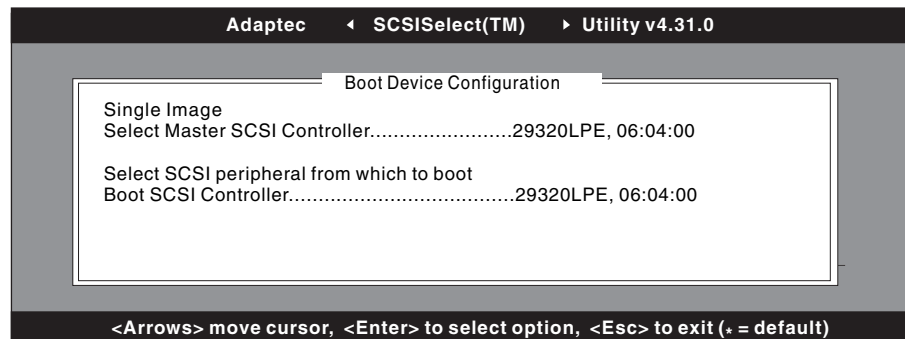 Adaptec ◂ SCSISelect(TM) ▸ Utility v4.31.0
Boot Device Configuration
Single Image
Select Master SCSI Controller........................29320LPE, 06:04:00
Select SCSI peripheral from which to boot
Boot SCSI Controller......................................29320LPE, 06:04:00
<Arrows> move cursor, <Enter> to select option, <Esc> to exit (* = default)